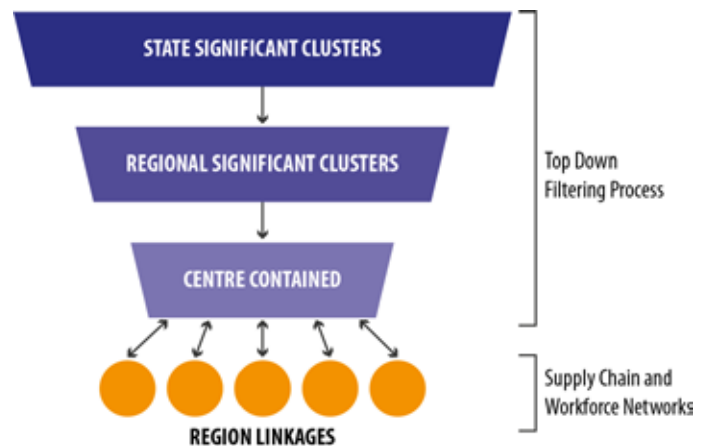 STATE SIGNIFICANT CLUSTERS
REGIONAL SIGNIFICANT CLUSTERS
Top Down
Filtering Process
CENTRE CONTAINED
Supply Chain and
Workforce Networks
REGION LINKAGES